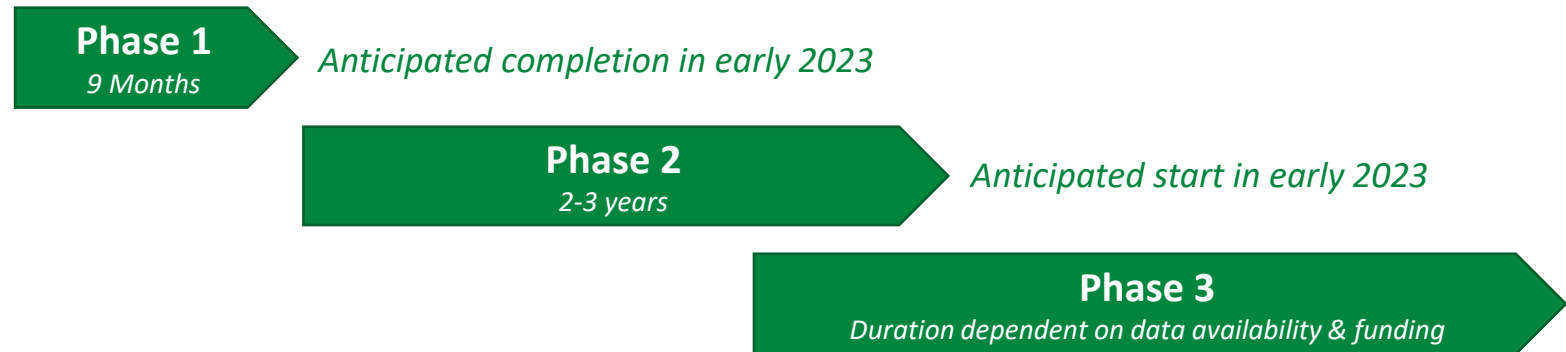 Phase 1
9 Months
Anticipated completion in early 2023
Phase 2
2-3 years
Anticipated start in early 2023
Phase 3
Duration dependent on data availability & funding